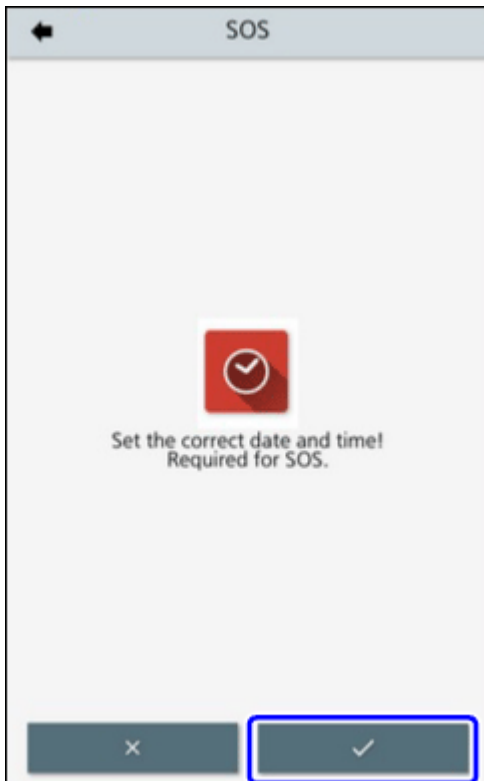 SOS
Set the correct date and time!
Required for SOS.